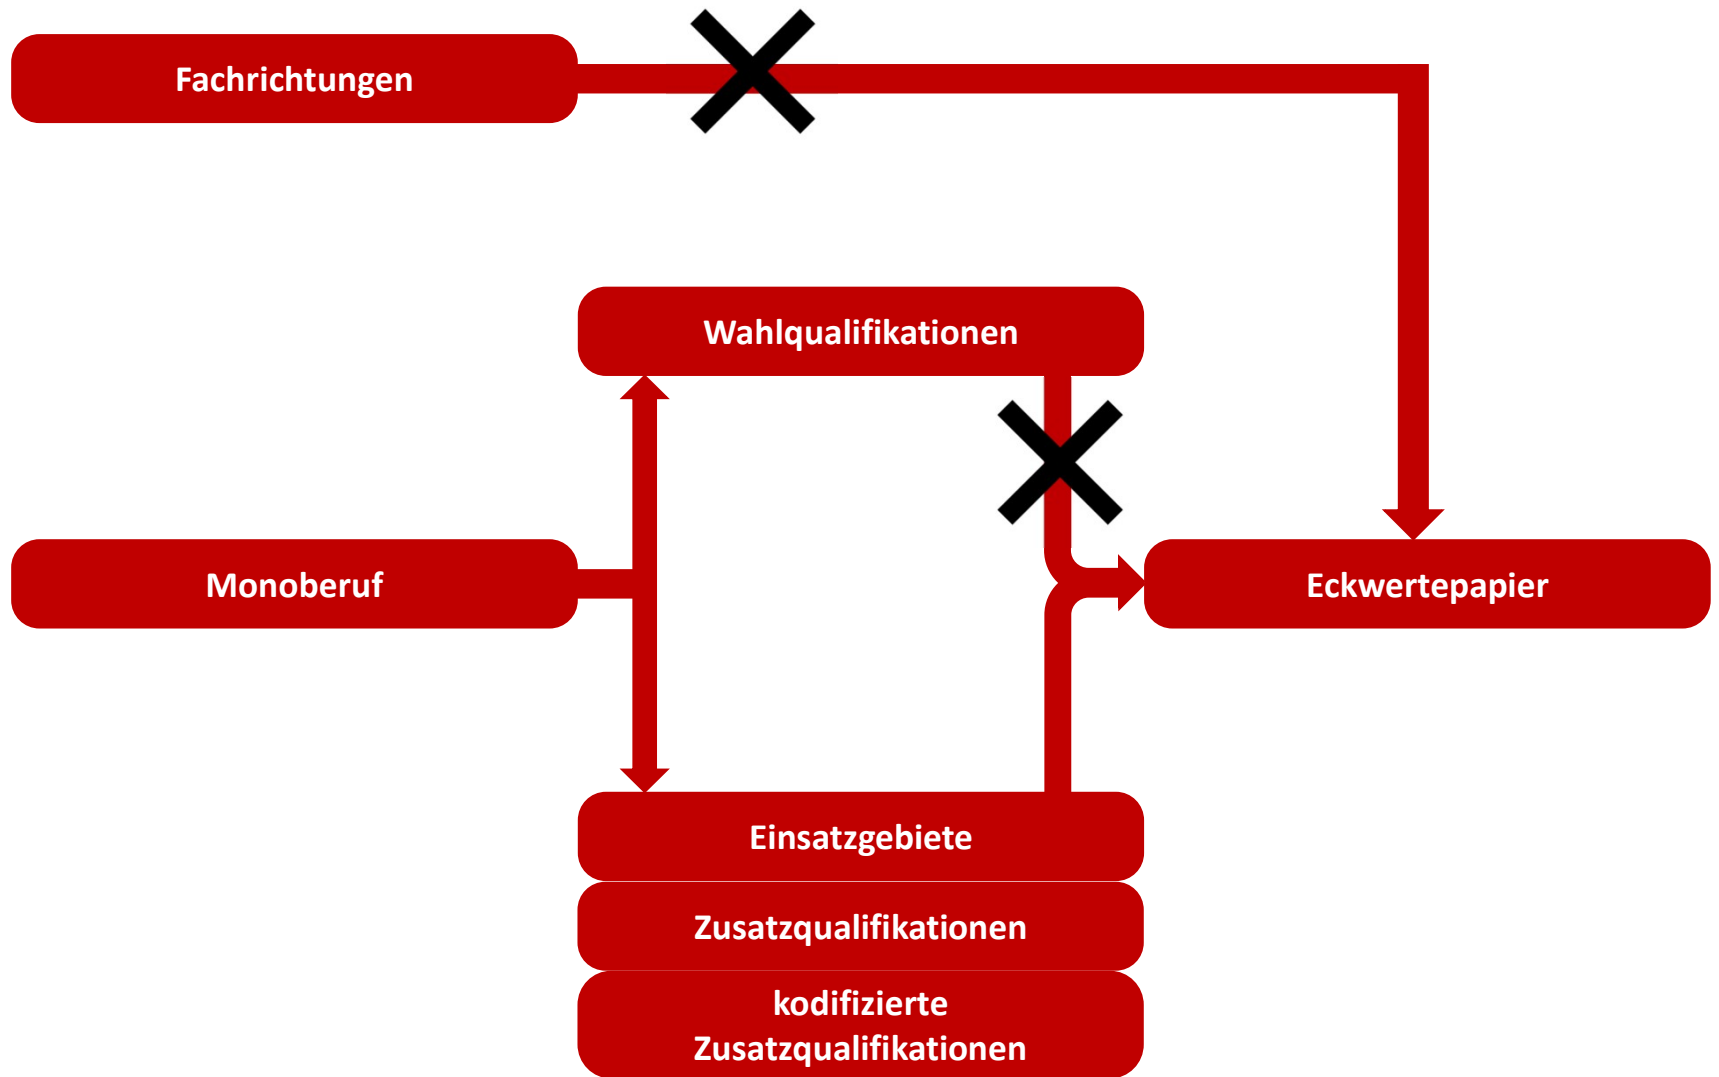 Fachrichtungen
Wahlqualifikationen
Monoberuf
Eckwertepapier
Einsatzgebiete
Zusatzqualifikationen
kodifizierte
Zusatzqualifikationen